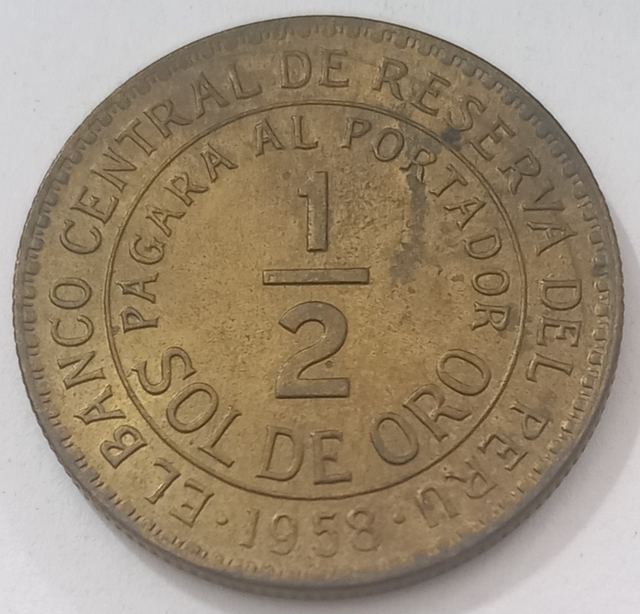 EL BANCO CENTRAL DE RESERVA DEL PERU
PAGARA AL PORTADOR
1
2
SOL DE ORO
· 1958 ·